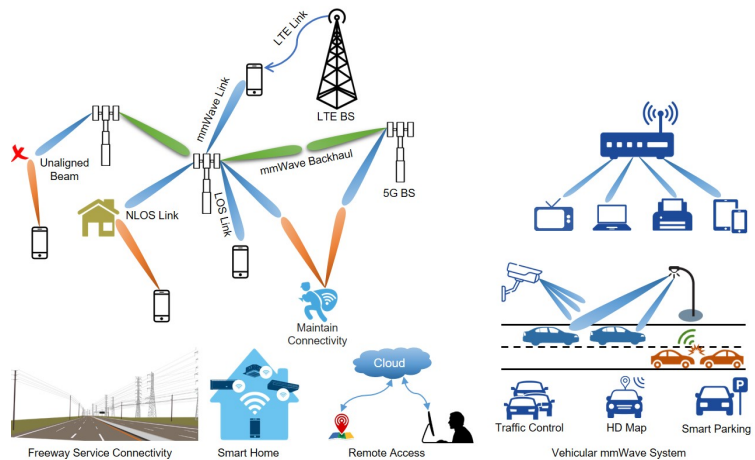 LTE Link
LTE BS
mmWave Link
Unaligned
Beam
mmWave Backhaul
5G BS
NLOS Link
LOS Link
Maintain
Connectivity
Cloud
P
Traffic Control
HD Map
Smart Parking
Freeway Service Connectivity
Smart Home
Remote Access
Vehicular mmWave System